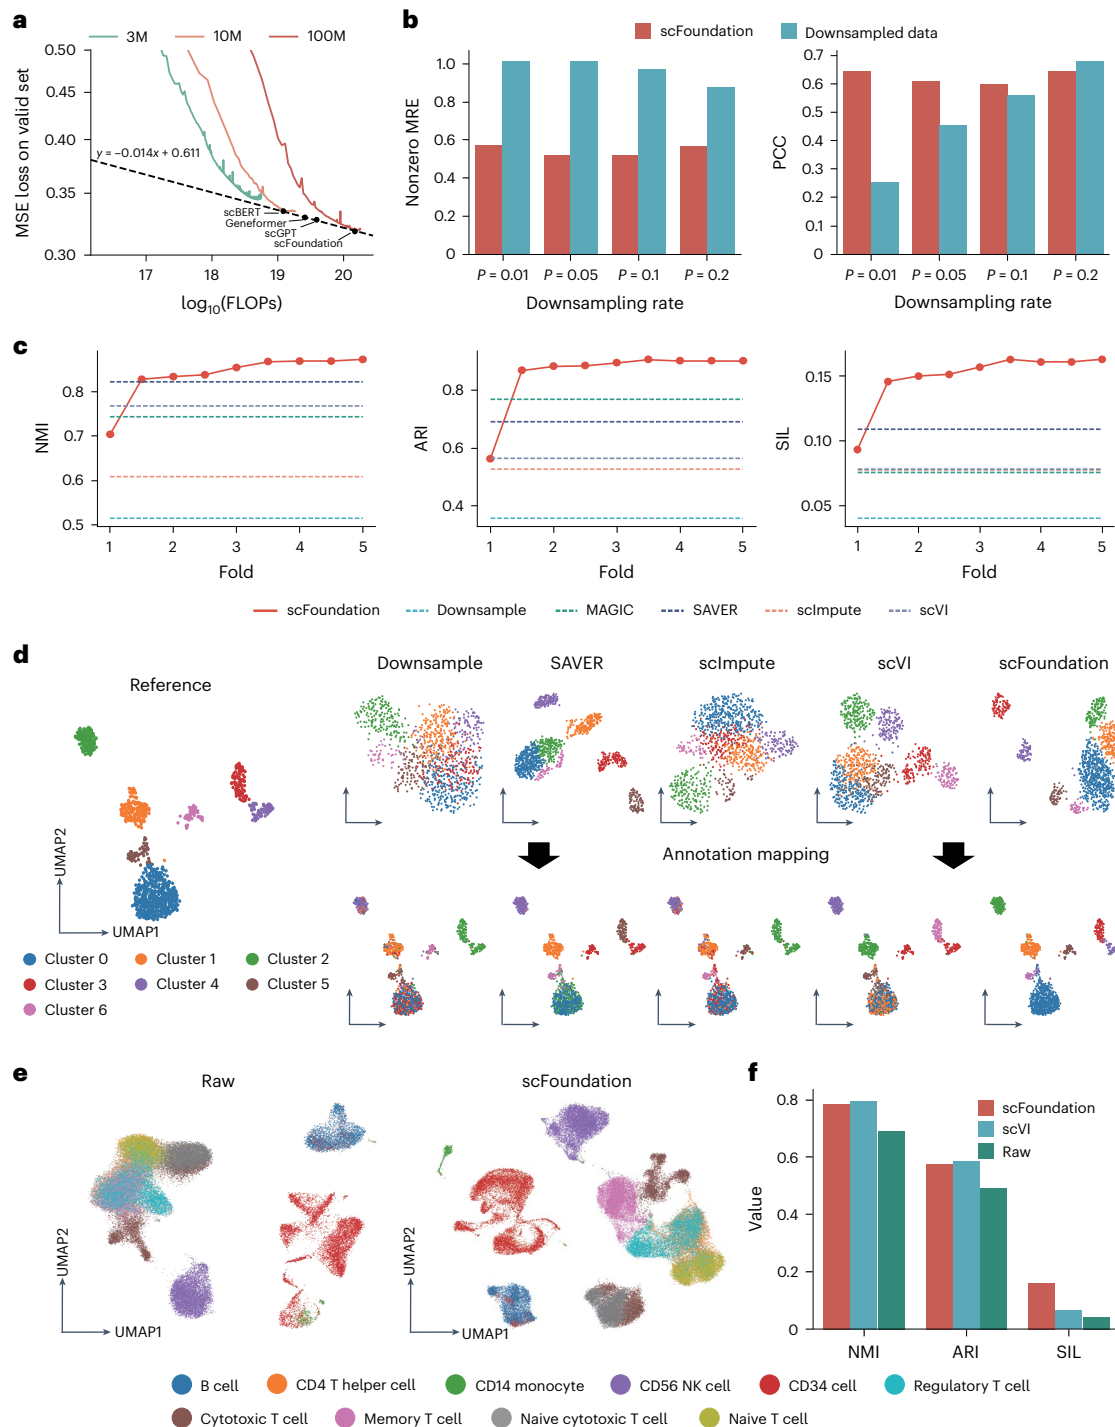 a
3M 10M 100M
0.50
0.45
0.40
0.35
0.30
MSE loss on valid set
y = −0.014x + 0.611
scBERT
Geneformer
scGPT
scFoundation
17 18 19 20
log10(FLOPs)
b
scFoundation Downsampled data
1.0
0.8
0.6
0.4
0.2
0
Nonzero MRE
P = 0.01 P = 0.05 P = 0.1 P = 0.2
Downsampling rate
0.7
0.6
0.5
0.4
0.3
0.2
0.1
0
PCC
P = 0.01 P = 0.05 P = 0.1 P = 0.2
Downsampling rate
c
0.8
0.7
0.6
0.5
NMI
1 2 3 4 5
Fold
0.8
0.6
0.4
ARI
1 2 3 4 5
Fold
0.15
0.10
0.05
SIL
1 2 3 4 5
Fold
scFoundation Downsample MAGIC SAVER scImpute scVI
d
Reference
Downsample SAVER scImpute scVI scFoundation
UMAP2
UMAP1
Annotation mapping
Cluster 0 Cluster 1 Cluster 2
Cluster 3 Cluster 4 Cluster 5
Cluster 6
e
Raw scFoundation
UMAP2
UMAP1
UMAP2
UMAP1
f
0.8
0.6
0.4
0.2
0
Value
scFoundation
scVI
Raw
NMI ARI SIL
B cell CD4 T helper cell CD14 monocyte CD56 NK cell CD34 cell Regulatory T cell
Cytotoxic T cell Memory T cell Naive cytotoxic T cell Naive T cell